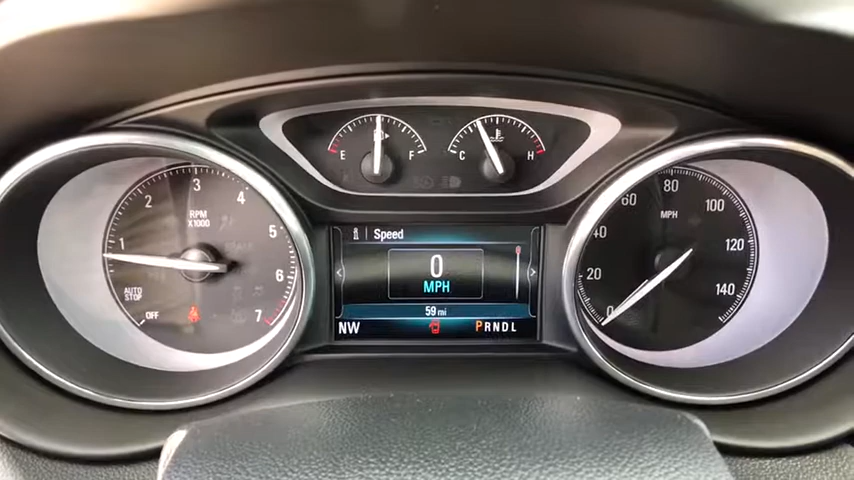 E F
C H
1 2 3 4 5 6 7
RPM
X1000
AUTO
STOP
OFF
i Speed
0
MPH
59 mi
NW PRNDL
0 20 40 60 80 100 120 140
MPH